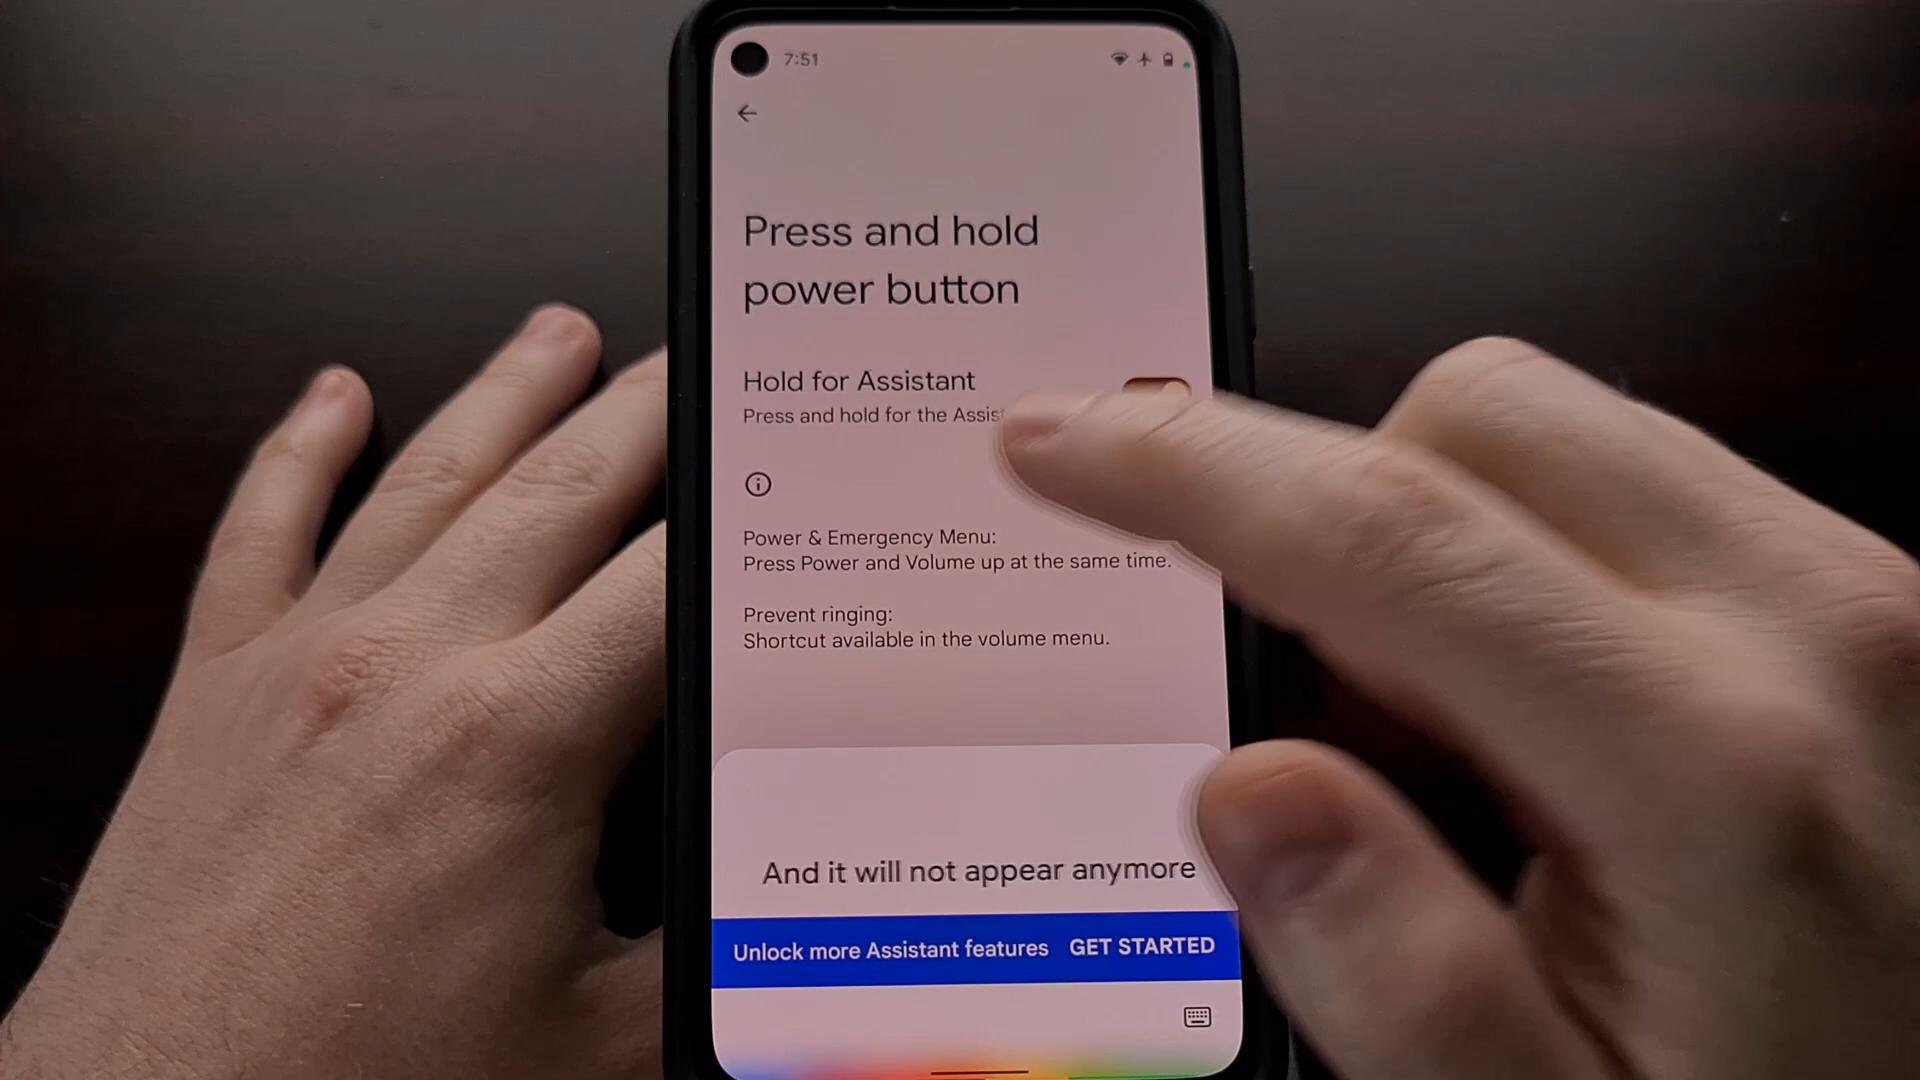 7:51
Press and hold
power button
Hold for Assistant
Press and hold for the
Power & Emergency Menu:
Press Power and Volume up at the same time.
Prevent ringing:
Shortcut available in the volume menu.
And it will not appear anymore
Unlock more Assistant features GET STARTED